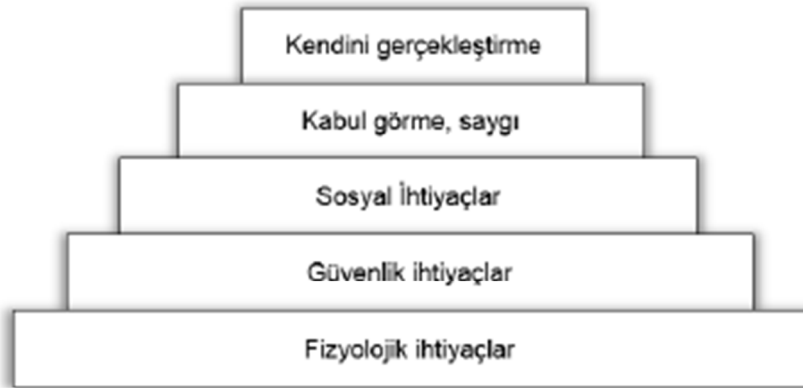 Kendini gerçekleştirme
Kabul görme, saygı
Sosyal İhtiyaçlar
Güvenlik ihtiyaçlar
Fizyolojik ihtiyaçlar